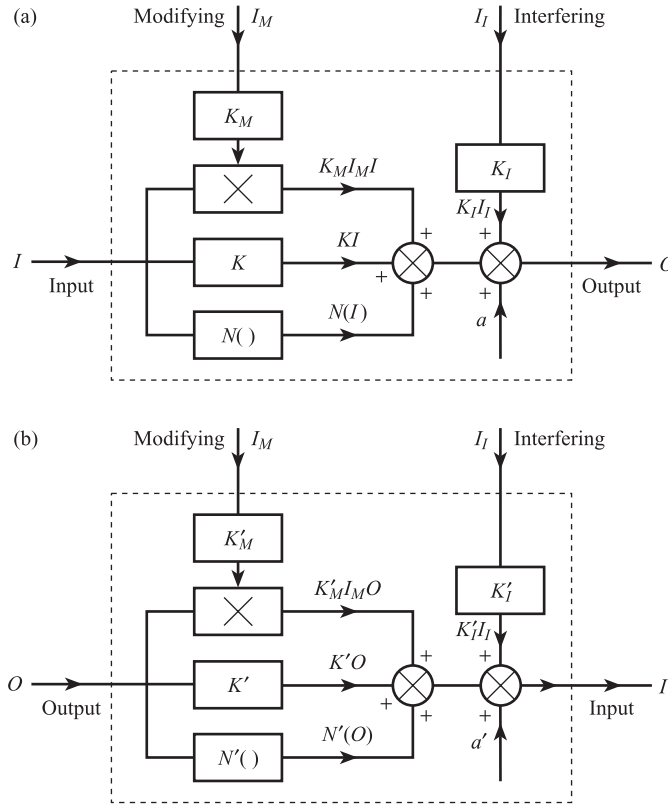 (a)
Modifying I_M I_I Interfering
K_M
K_M I_M I
K_I
K_I I_I
+ +
I K KI O
+
Input + + Output
N( ) N(I) a
(b)
Modifying I_M I_I Interfering
K′_M
K′_M I_M O
K′_I
K′_I I_I
+ +
O K′ K′O I
+
Output + + Input
N′( ) N′(O) a′